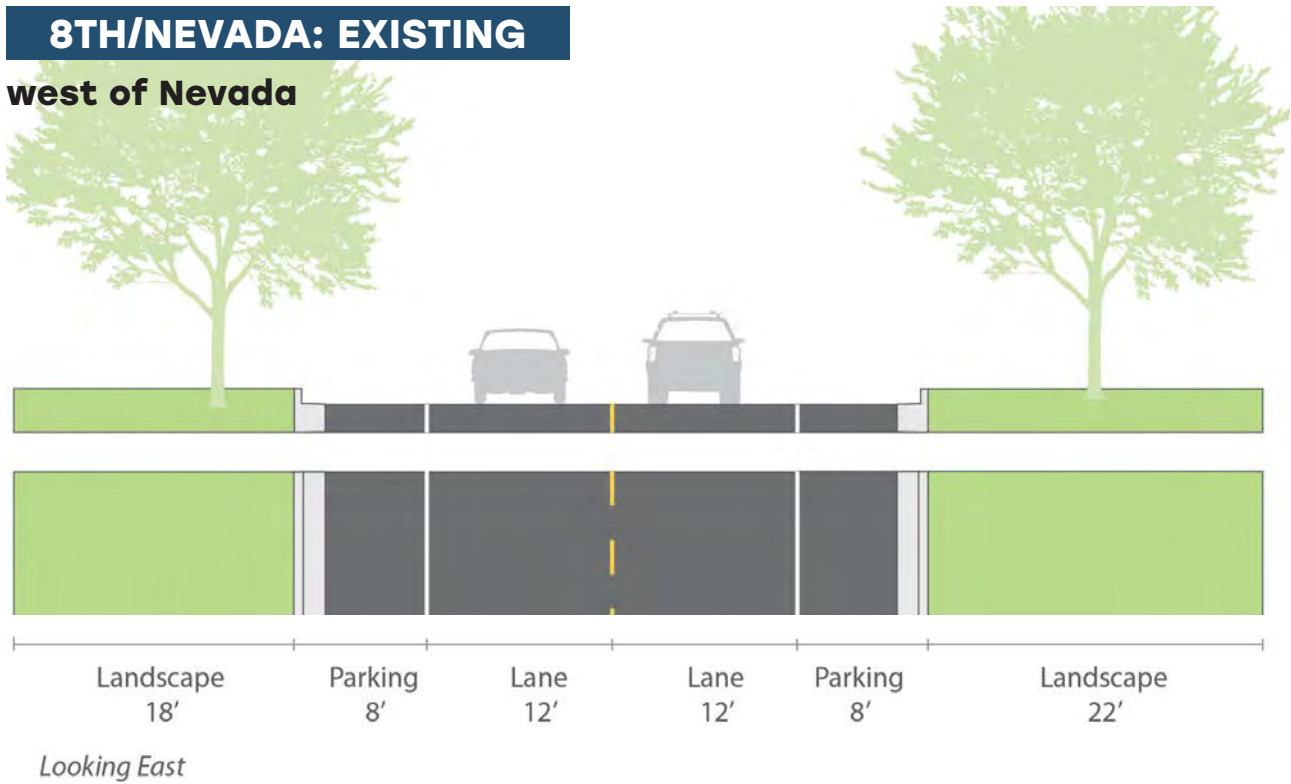 8TH/NEVADA: EXISTING
west of Nevada
Landscape
18’
Parking
8’
Lane
12’
Lane
12’
Parking
8’
Landscape
22’
Looking East